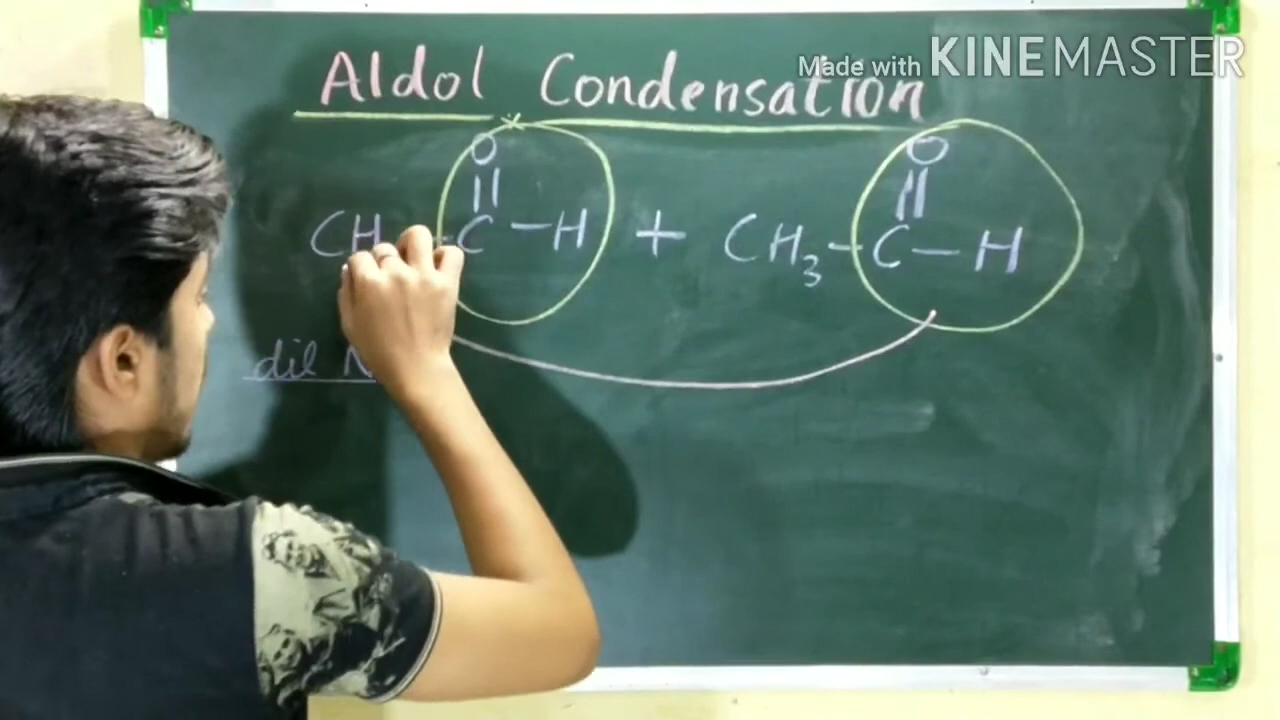 Aldol Condensation
Made with KINEMASTER
O O
|| ||
CH - C - H + CH3 - C - H
dil